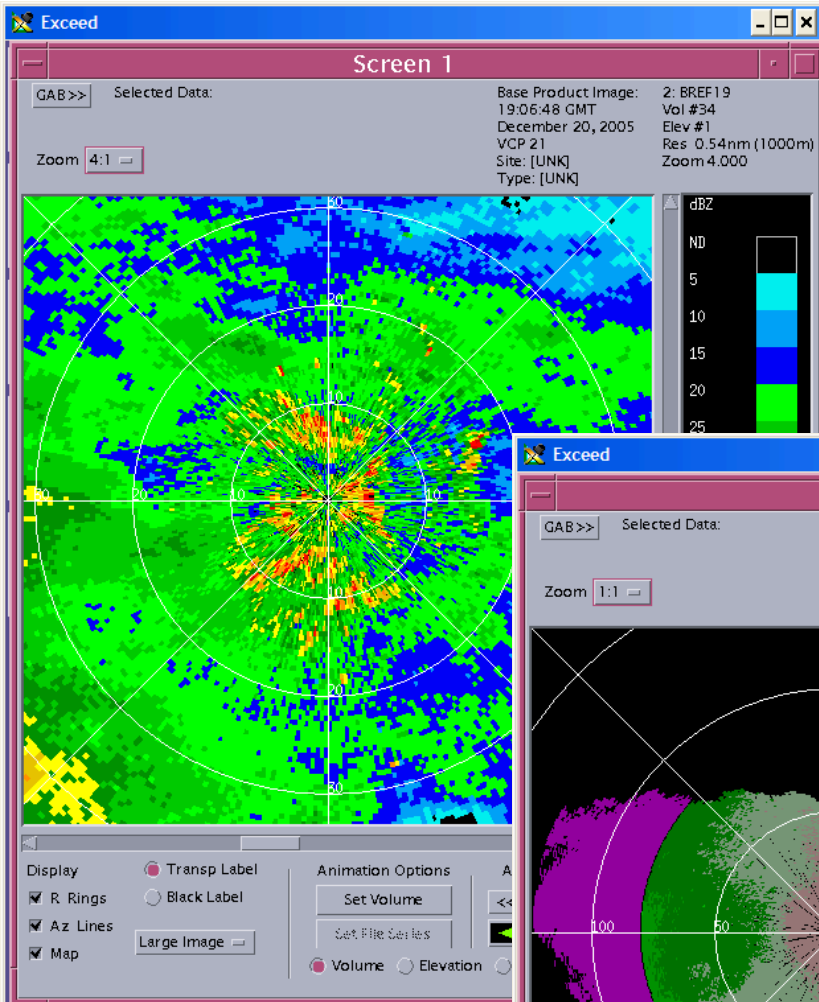 Exceed
Screen 1
GAB>>
Selected Data:
Base Product Image:
19:06:48 GMT
December 20, 2005
VCP 21
Site: [UNK]
Type: [UNK]
2: BREF19
Vol #34
Elev #1
Res 0.54nm (1000m)
Zoom 4.000
Zoom 4:1
dBZ
ND
5
10
15
20
25
30
20
10
30 20 10 10
10
20
30
Exceed
GAB>>
Selected Data:
Zoom 1:1
100 50
Display
R Rings
Az Lines
Map
Transp Label
Black Label
Large Image
Animation Options
Set Volume
Set File Series
Volume Elevation
A
<<